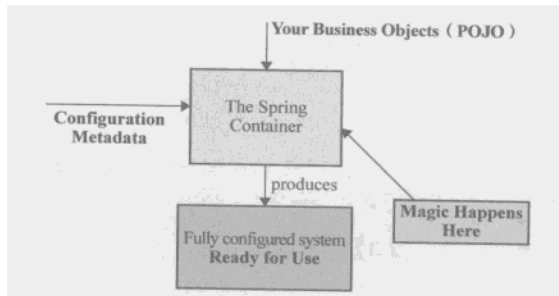 Your Business Objects ( POJO )
The Spring
Container
Configuration
Metadata
produces
Magic Happens
Here
Fully configured system
Ready for Use